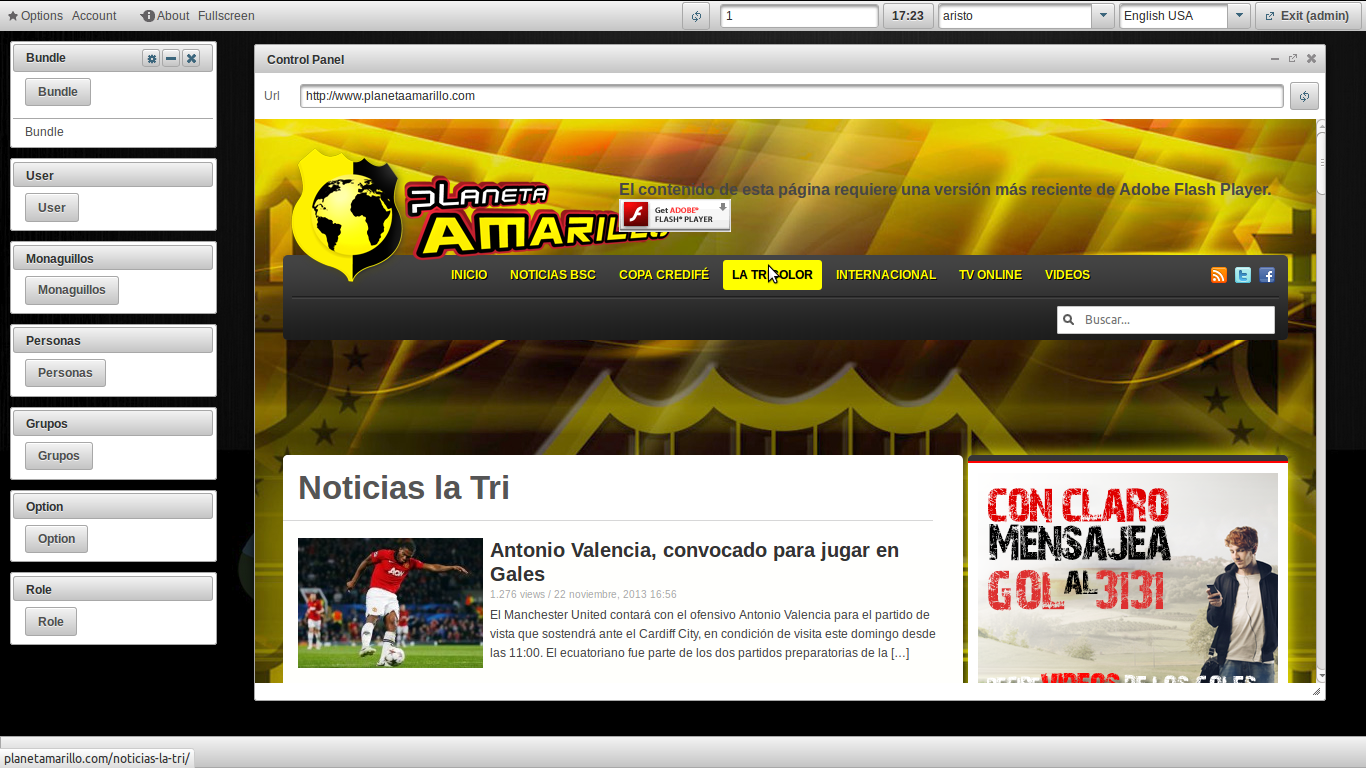 Options Account About Fullscreen
1
17:23
aristo
English USA
Exit (admin)
Bundle
Bundle
Bundle
User
User
Monaguillos
Monaguillos
Personas
Personas
Grupos
Grupos
Option
Option
Role
Role
Control Panel
Url
http://www.planetaamarillo.com
PLANETA
AMARILLO
El contenido de esta página requiere una versión más reciente de Adobe Flash Player.
Get ADOBE®
FLASH® PLAYER
INICIO NOTICIAS BSC COPA CREDIFÉ LA TRICOLOR INTERNACIONAL TV ONLINE VIDEOS
Buscar...
Noticias la Tri
AON
Antonio Valencia, convocado para jugar en
Gales
1.276 views / 22 noviembre, 2013 16:56
El Manchester United contará con el ofensivo Antonio Valencia para el partido de
vista que sostendrá ante el Cardiff City, en condición de visita este domingo desde
las 11:00. El ecuatoriano fue parte de los dos partidos preparatorias de la [...]
CON CLARO
MENSAJEA
GOL AL 3131
RECIBE VIDEOS DE LOS GOLES
planetamarillo.com/noticias-la-tri/